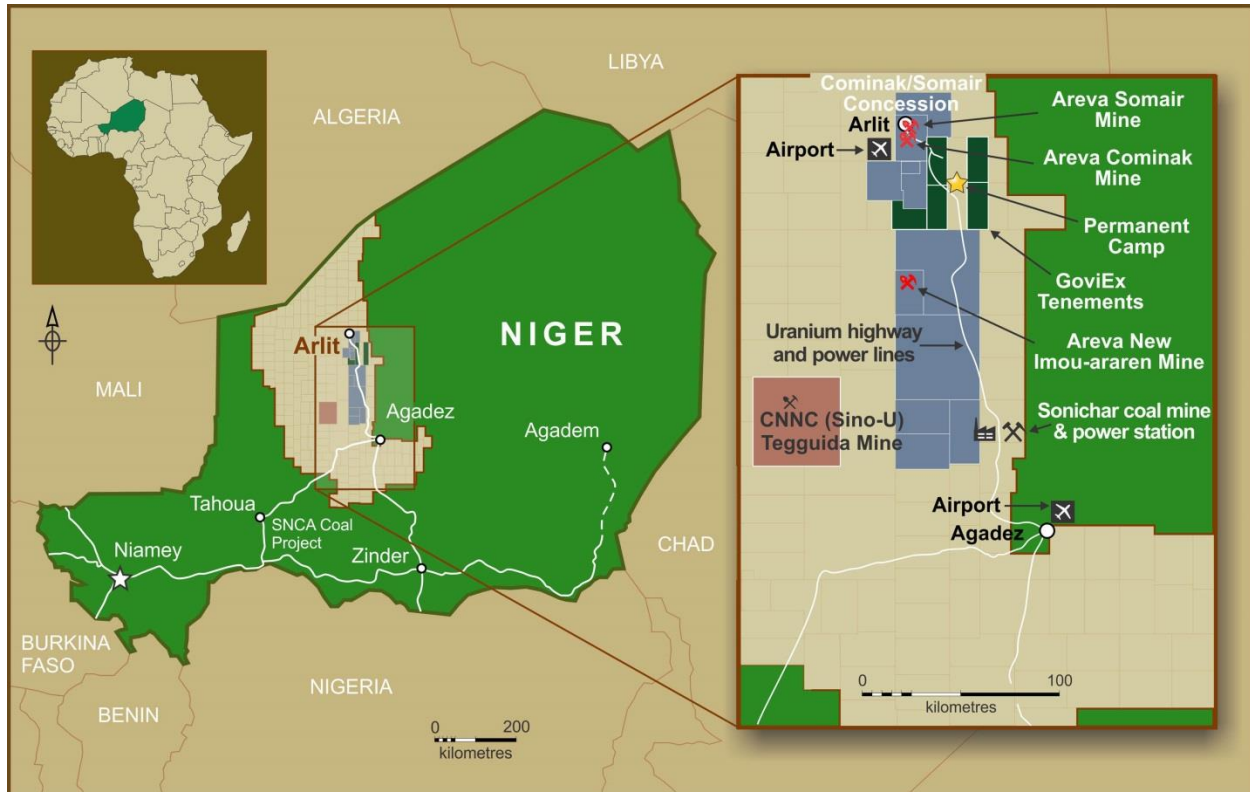 LIBYA
ALGERIA
MALI
NIGER
Arlit
Agadez
Agadem
Tahoua
SNCA Coal
Project
Niamey
Zinder
CHAD
BURKINA
FASO
BENIN
NIGERIA
0 200
kilometres
Cominak/Somair
Concession
Arlit
Airport
Areva Somair
Mine
Areva Cominak
Mine
Permanent
Camp
GoviEx
Tenements
Uranium highway
and power lines
Areva New
Imou-araren Mine
CNNC (Sino-U)
Tegguida Mine
Sonichar coal mine
& power station
Airport
Agadez
0 100
kilometres